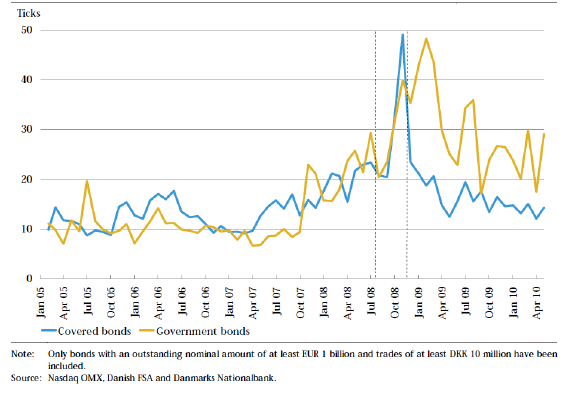 Ticks
50
40
30
20
10
0
Jan 05
Apr 05
Jul 05
Oct 05
Jan 06
Apr 06
Jul 06
Oct 06
Jan 07
Apr 07
Jul 07
Oct 07
Jan 08
Apr 08
Jul 08
Oct 08
Jan 09
Apr 09
Jul 09
Oct 09
Jan 10
Apr 10
Covered bonds Government bonds
Note: Only bonds with an outstanding nominal amount of at least EUR 1 billion and trades of at least DKK 10 million have been
included.
Source: Nasdaq OMX, Danish FSA and Danmarks Nationalbank.